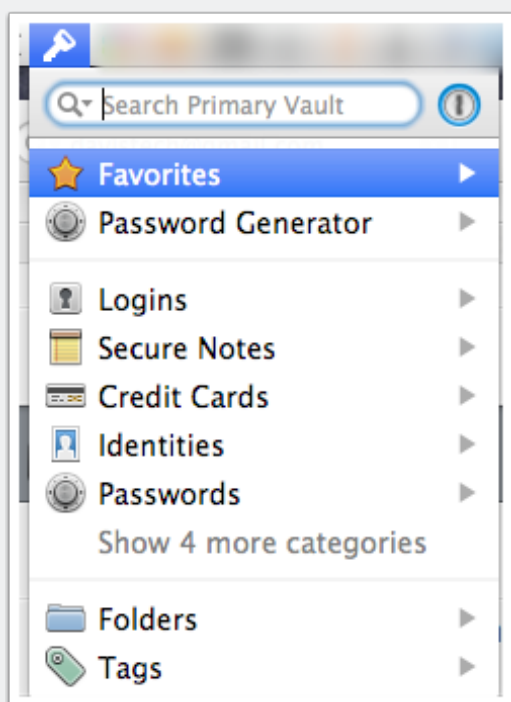 Search Primary Vault
Favorites
Password Generator
Logins
Secure Notes
Credit Cards
Identities
Passwords
Show 4 more categories
Folders
Tags